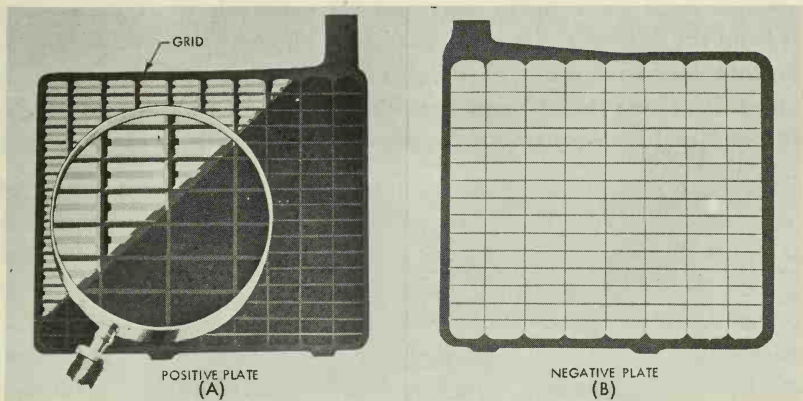 GRID
POSITIVE PLATE
(A)
NEGATIVE PLATE
(B)